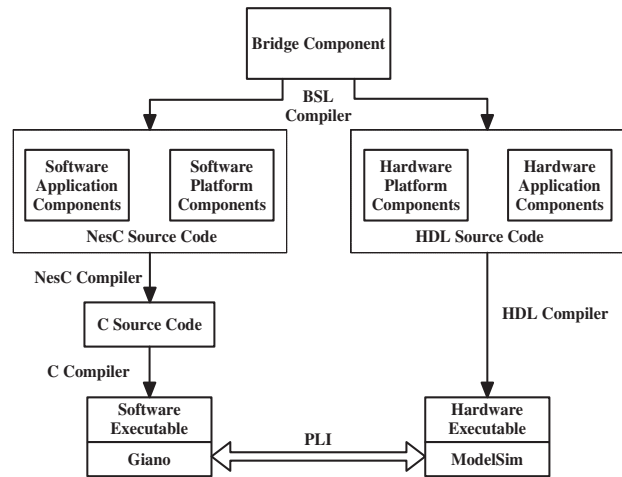 Bridge Component
BSL
Compiler
Software
Application
Components
Software
Platform
Components
NesC Source Code
Hardware
Platform
Components
Hardware
Application
Components
HDL Source Code
NesC Compiler
C Source Code
HDL Compiler
C Compiler
Software
Executable
Giano
PLI
Hardware
Executable
ModelSim